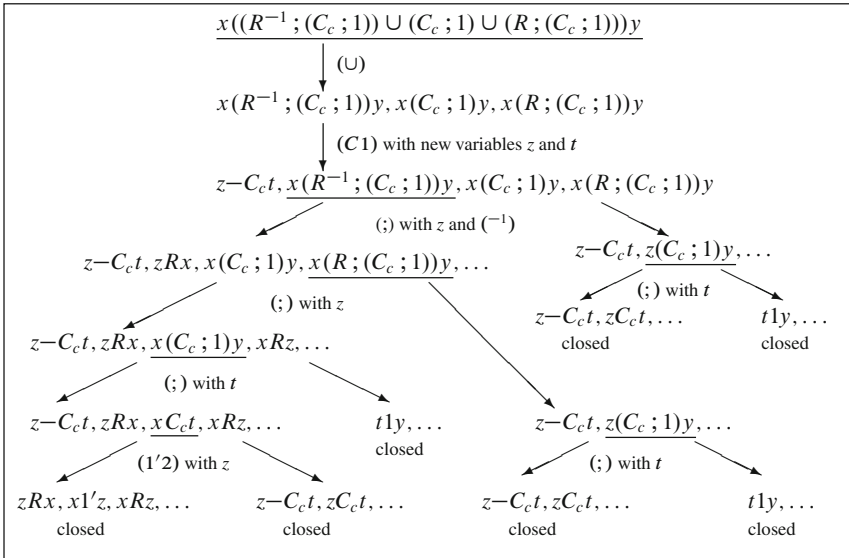 x((R⁻¹ ; (C_c ; 1)) ∪ (C_c ; 1) ∪ (R ; (C_c ; 1)))y
(∪)
x(R⁻¹ ; (C_c ; 1))y, x(C_c ; 1)y, x(R ; (C_c ; 1))y
(C1) with new variables z and t
z−C_c t, x(R⁻¹ ; (C_c ; 1))y, x(C_c ; 1)y, x(R ; (C_c ; 1))y
(;) with z and (⁻¹)
z−C_c t, zRx, x(C_c ; 1)y, x(R ; (C_c ; 1))y, ...
z−C_c t, z(C_c ; 1)y, ...
(;) with z
(;) with t
z−C_c t, zC_c t, ...
closed
t1y, ...
closed
z−C_c t, zRx, x(C_c ; 1)y, xRz, ...
(;) with t
z−C_c t, zRx, xC_c t, xRz, ...
t1y, ...
closed
z−C_c t, z(C_c ; 1)y, ...
(1′2) with z
(;) with t
zRx, x1′z, xRz, ...
closed
z−C_c t, zC_c t, ...
closed
z−C_c t, zC_c t, ...
closed
t1y, ...
closed